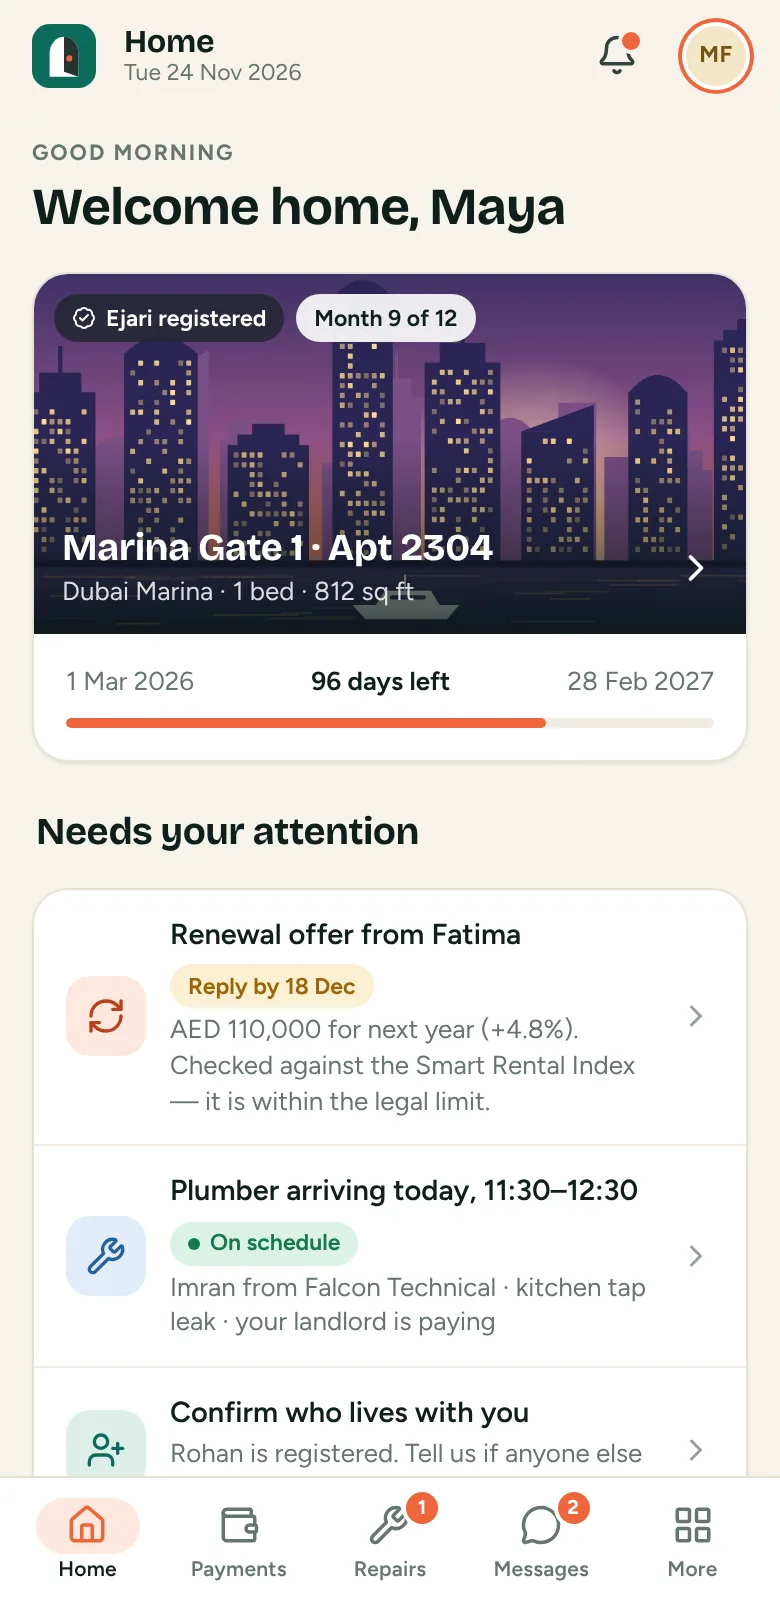 Home
Tue 24 Nov 2026
MF
GOOD MORNING
Welcome home, Maya
Ejari registered
Month 9 of 12
Marina Gate 1 · Apt 2304
Dubai Marina · 1 bed · 812 sq ft
1 Mar 2026
96 days left
28 Feb 2027
Needs your attention
Renewal offer from Fatima
Reply by 18 Dec
AED 110,000 for next year (+4.8%).
Checked against the Smart Rental Index
— it is within the legal limit.
Plumber arriving today, 11:30–12:30
On schedule
Imran from Falcon Technical · kitchen tap
leak · your landlord is paying
Confirm who lives with you
Rohan is registered. Tell us if anyone else
1
2
Home
Payments
Repairs
Messages
More